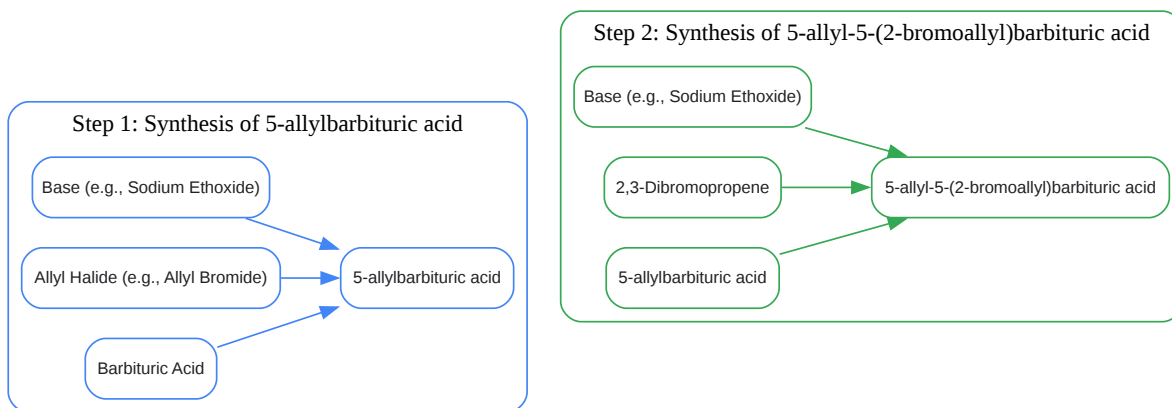 Step 1: Synthesis of 5-allylbarbituric acid
Base (e.g., Sodium Ethoxide)
Allyl Halide (e.g., Allyl Bromide)
5-allylbarbituric acid
Barbituric Acid
Step 2: Synthesis of 5-allyl-5-(2-bromoallyl)barbituric acid
Base (e.g., Sodium Ethoxide)
2,3-Dibromopropene
5-allyl-5-(2-bromoallyl)barbituric acid
5-allylbarbituric acid